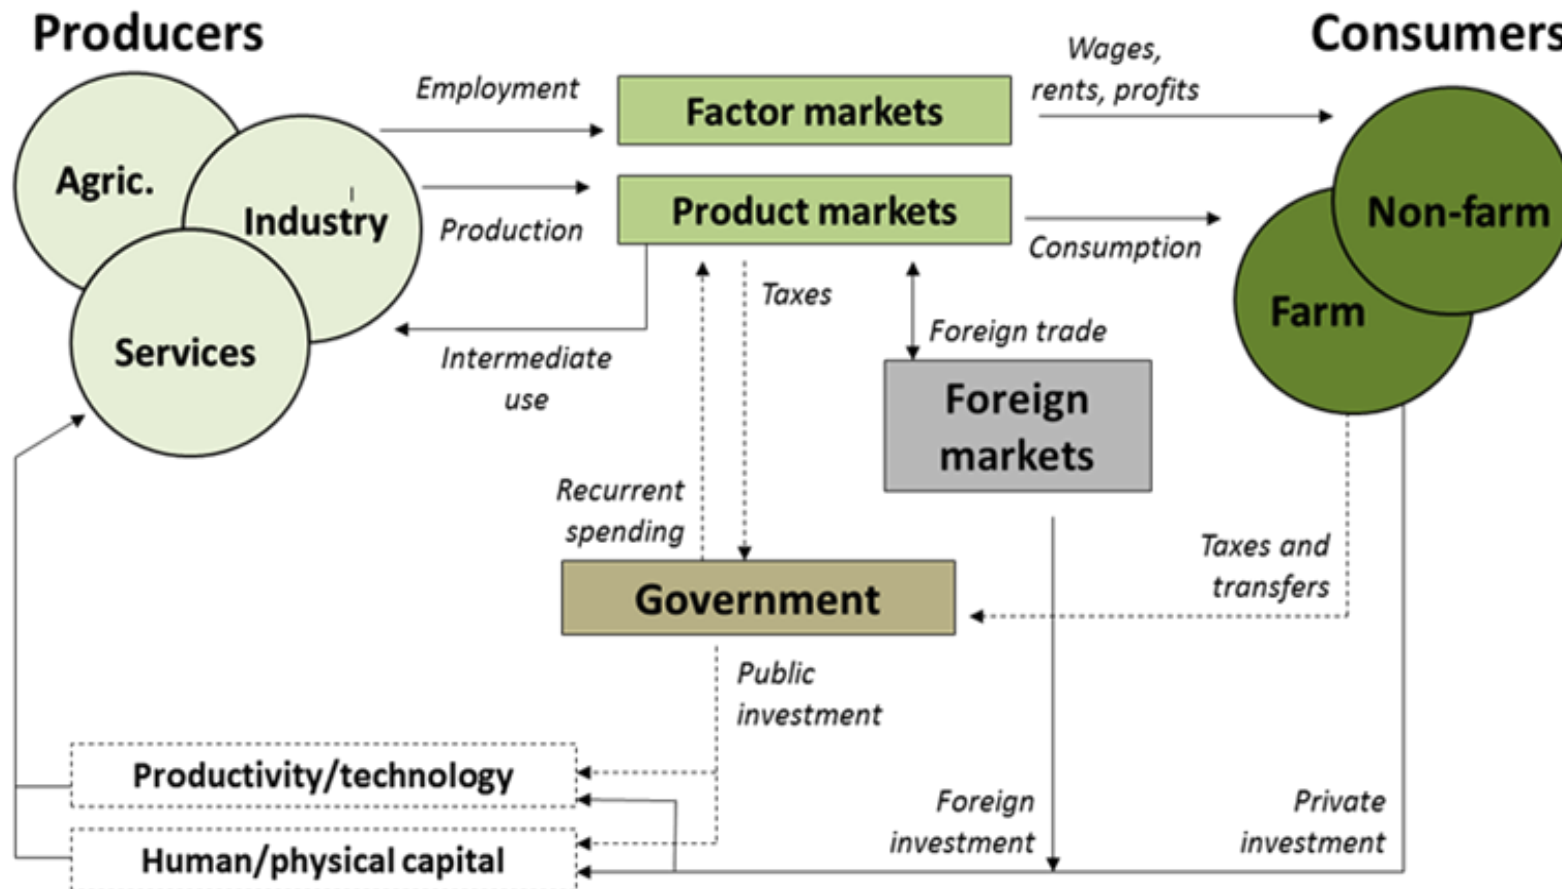 Producers
Consumers
Employment
Factor markets
Wages,
rents, profits
Agric.
Industry
Services
Production
Product markets
Consumption
Non-farm
Farm
Taxes
Intermediate
use
Foreign trade
Foreign
markets
Recurrent
spending
Taxes and
transfers
Government
Public
investment
Productivity/technology
Human/physical capital
Foreign
investment
Private
investment